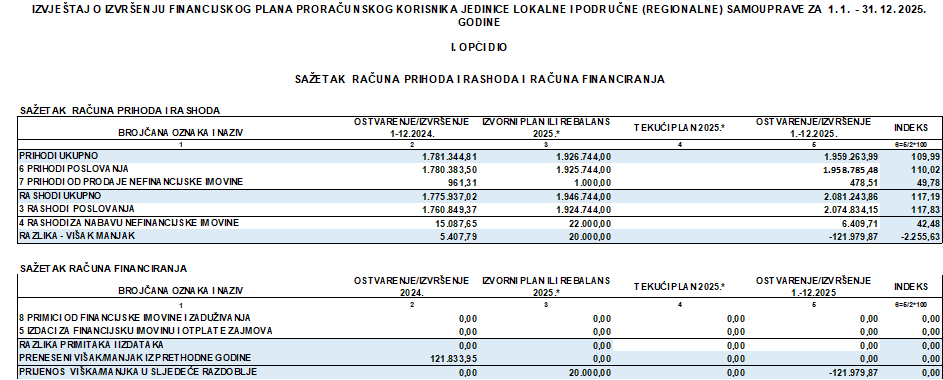 IZVJEŠTAJ O IZVRŠENJU FINANCIJSKOG PLANA PRORAČUNSKOG KORISNIKA JEDINICE LOKALNE I PODRUČNE (REGIONALNE) SAMOUPRAVE ZA 1.1. - 31.12.2025.
GODINE
I. OPĆI DIO
SAŽETAK RAČUNA PRIHODA I RASHODA I RAČUNA FINANCIRANJA
SAŽETAK RAČUNA PRIHODA I RASHODA
BROJČANA OZNAKA I NAZIV OSTVARENJE/IZVRŠENJE 1-12.2024. IZVORNI PLAN ILI REBALANS 2025.* TEKUĆI PLAN 2025.* OSTVARENJE/IZVRŠENJE 1.-12.2025. INDEKS
1 2 3 4 5 6=5/2*100
PRIHODI UKUPNO 1.781.344,81 1.926.744,00 1.959.263,99 109,99
6 PRIHODI POSLOVANJA 1.780.383,50 1.925.744,00 1.958.785,48 110,02
7 PRIHODI OD PRODAJE NEFINANCIJSKE IMOVINE 961,31 1.000,00 478,51 49,78
RASHODI UKUPNO 1.775.937,02 1.946.744,00 2.081.243,86 117,19
3 RASHODI POSLOVANJA 1.760.849,37 1.924.744,00 2.074.834,15 117,83
4 RASHODI ZA NABAVU NEFINANCIJSKE IMOVINE 15.087,65 22.000,00 6.409,71 42,48
RAZLIKA - VIŠAK MANJAK 5.407,79 20.000,00 -121.979,87 -2.255,63
SAŽETAK RAČUNA FINANCIRANJA
BROJČANA OZNAKA I NAZIV OSTVARENJE/IZVRŠENJE 2024. IZVORNI PLAN ILI REBALANS 2025.* TEKUĆI PLAN 2025.* OSTVARENJE/IZVRŠENJE 1.-12.2025 INDEKS
1 2 3 4 5 6=5/2*100
8 PRIMICI OD FINANCIJSKE IMOVINE I ZADUŽIVANJA 0,00 0,00 0,00 0,00 0,00
5 IZDACI ZA FINANCIJSKU IMOVINU I OTPLATE ZAJMOVA 0,00 0,00 0,00 0,00 0,00
RAZLIKA PRIMITAKA I IZDATAKA 0,00 0,00 0,00 0,00 0,00
PRENESENI VIŠAK/MANJAK IZ PRETHODNE GODINE 121.833,95 0,00 0,00 0,00 0,00
PRIJENOS VIŠKA/MANJKA U SLJEDEĆE RAZDOBLJE 0,00 20.000,00 0,00 -121.979,87 0,00